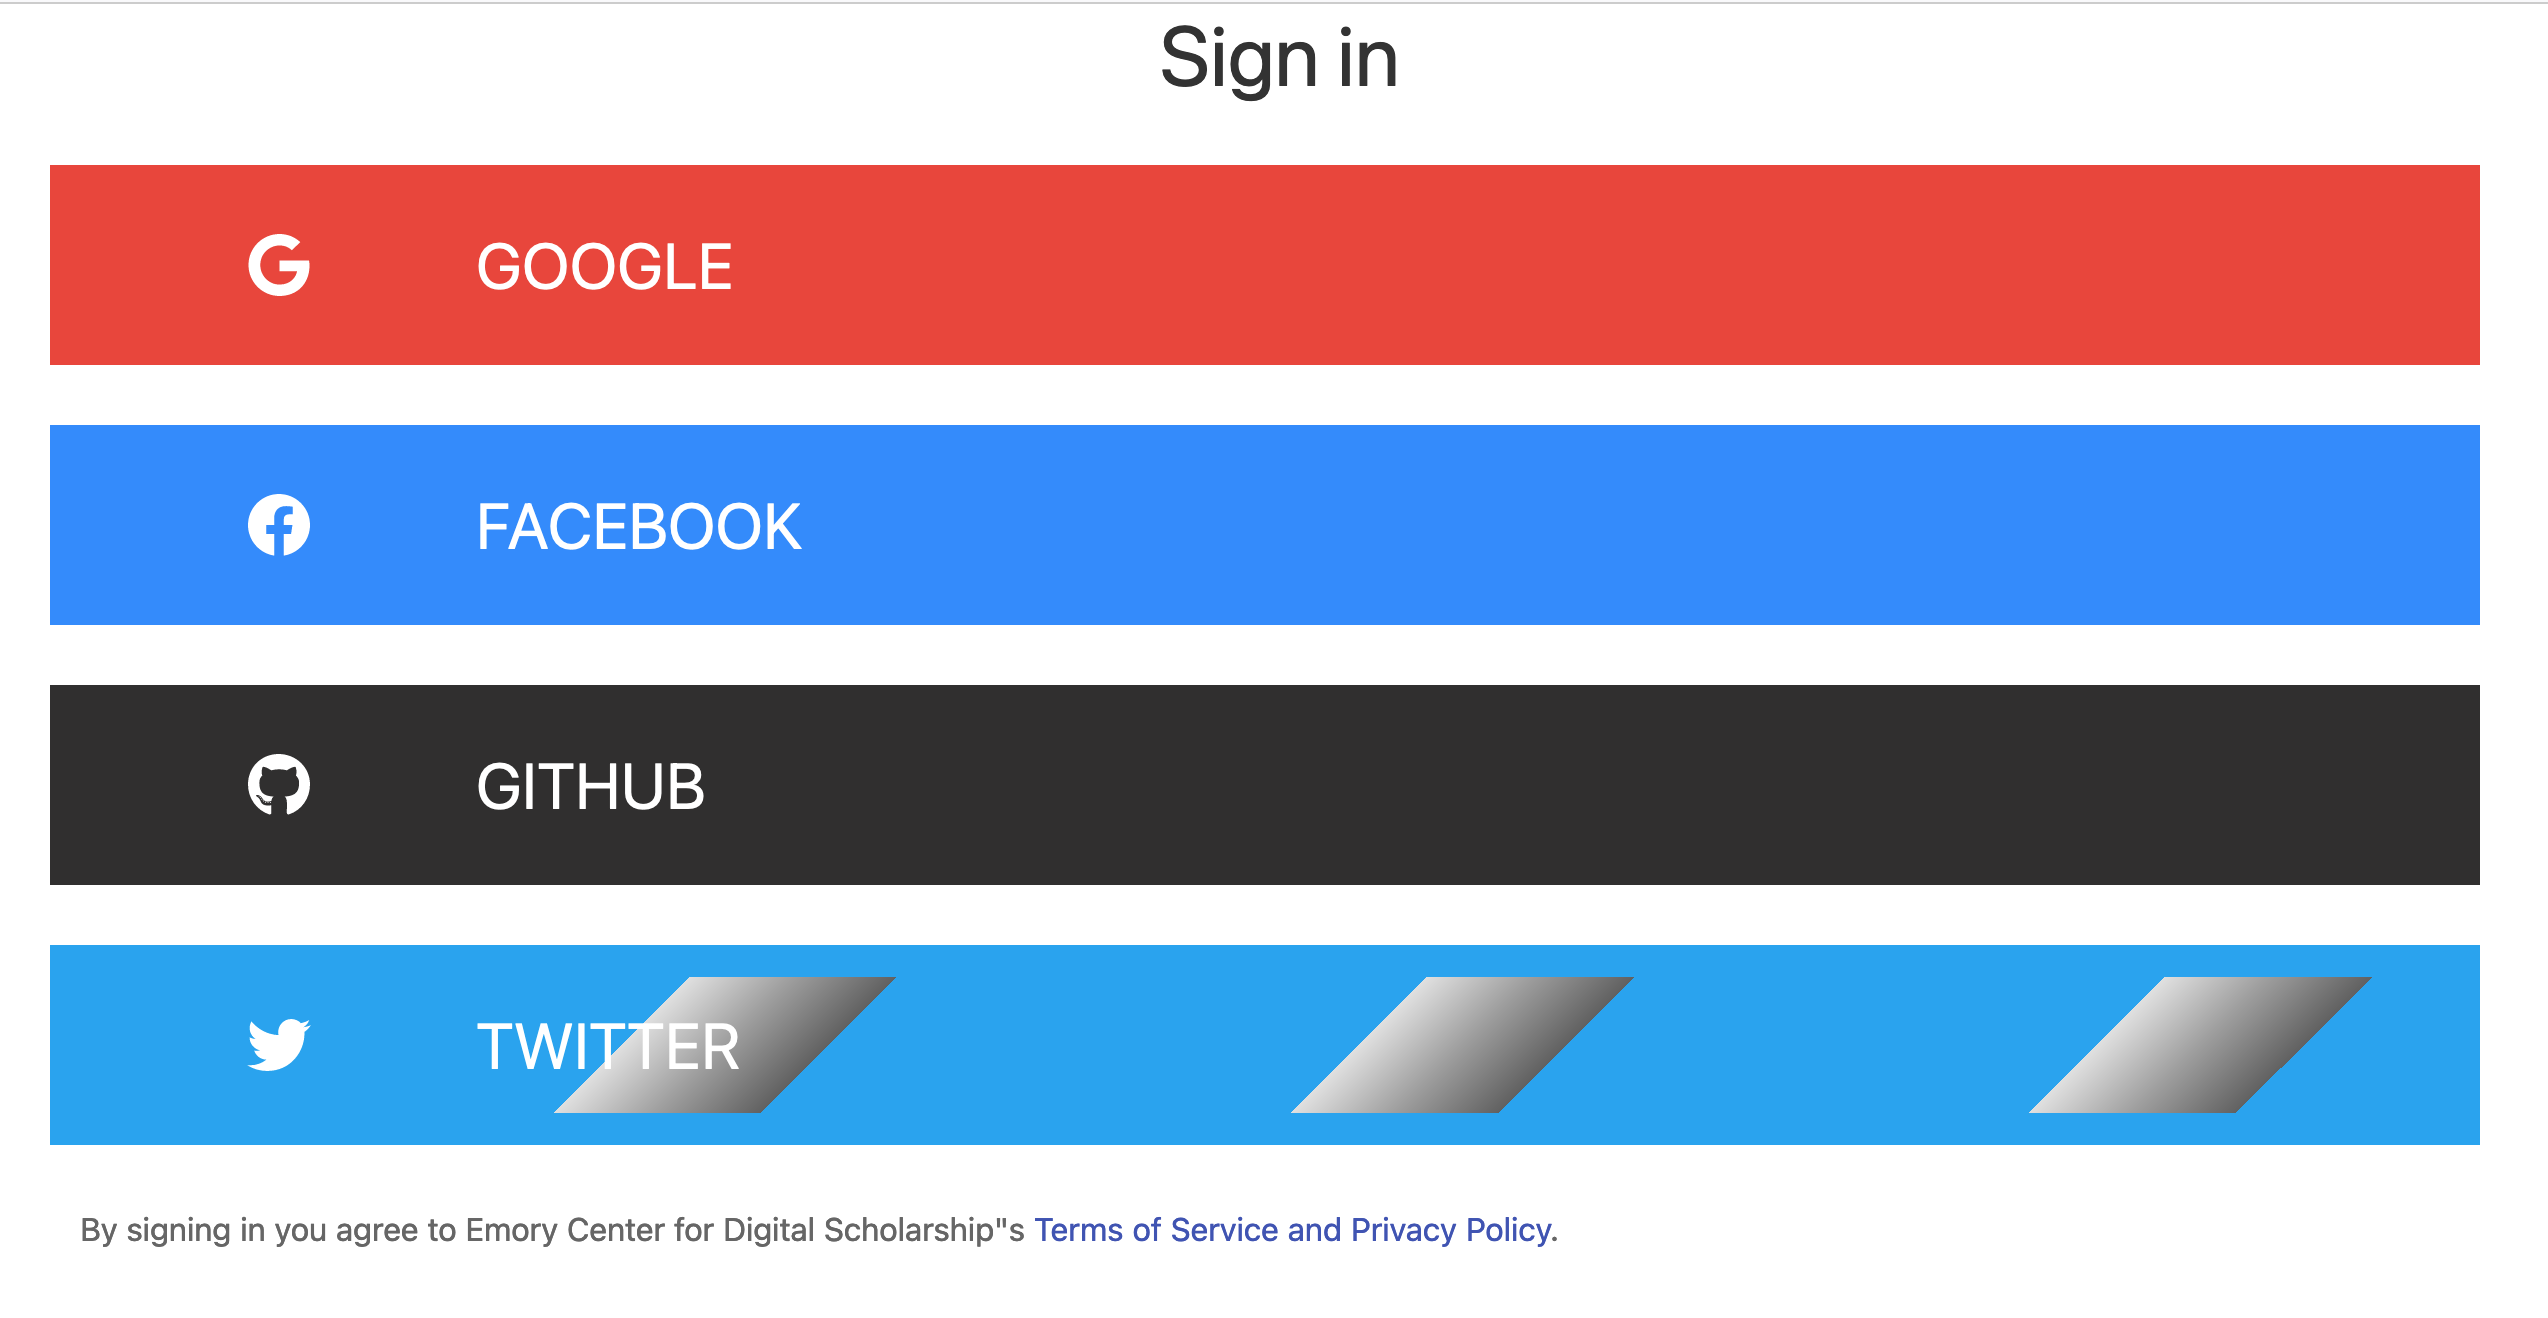 Sign in
GOOGLE
FACEBOOK
GITHUB
TWITTER
By signing in you agree to Emory Center for Digital Scholarship"s Terms of Service and Privacy Policy.